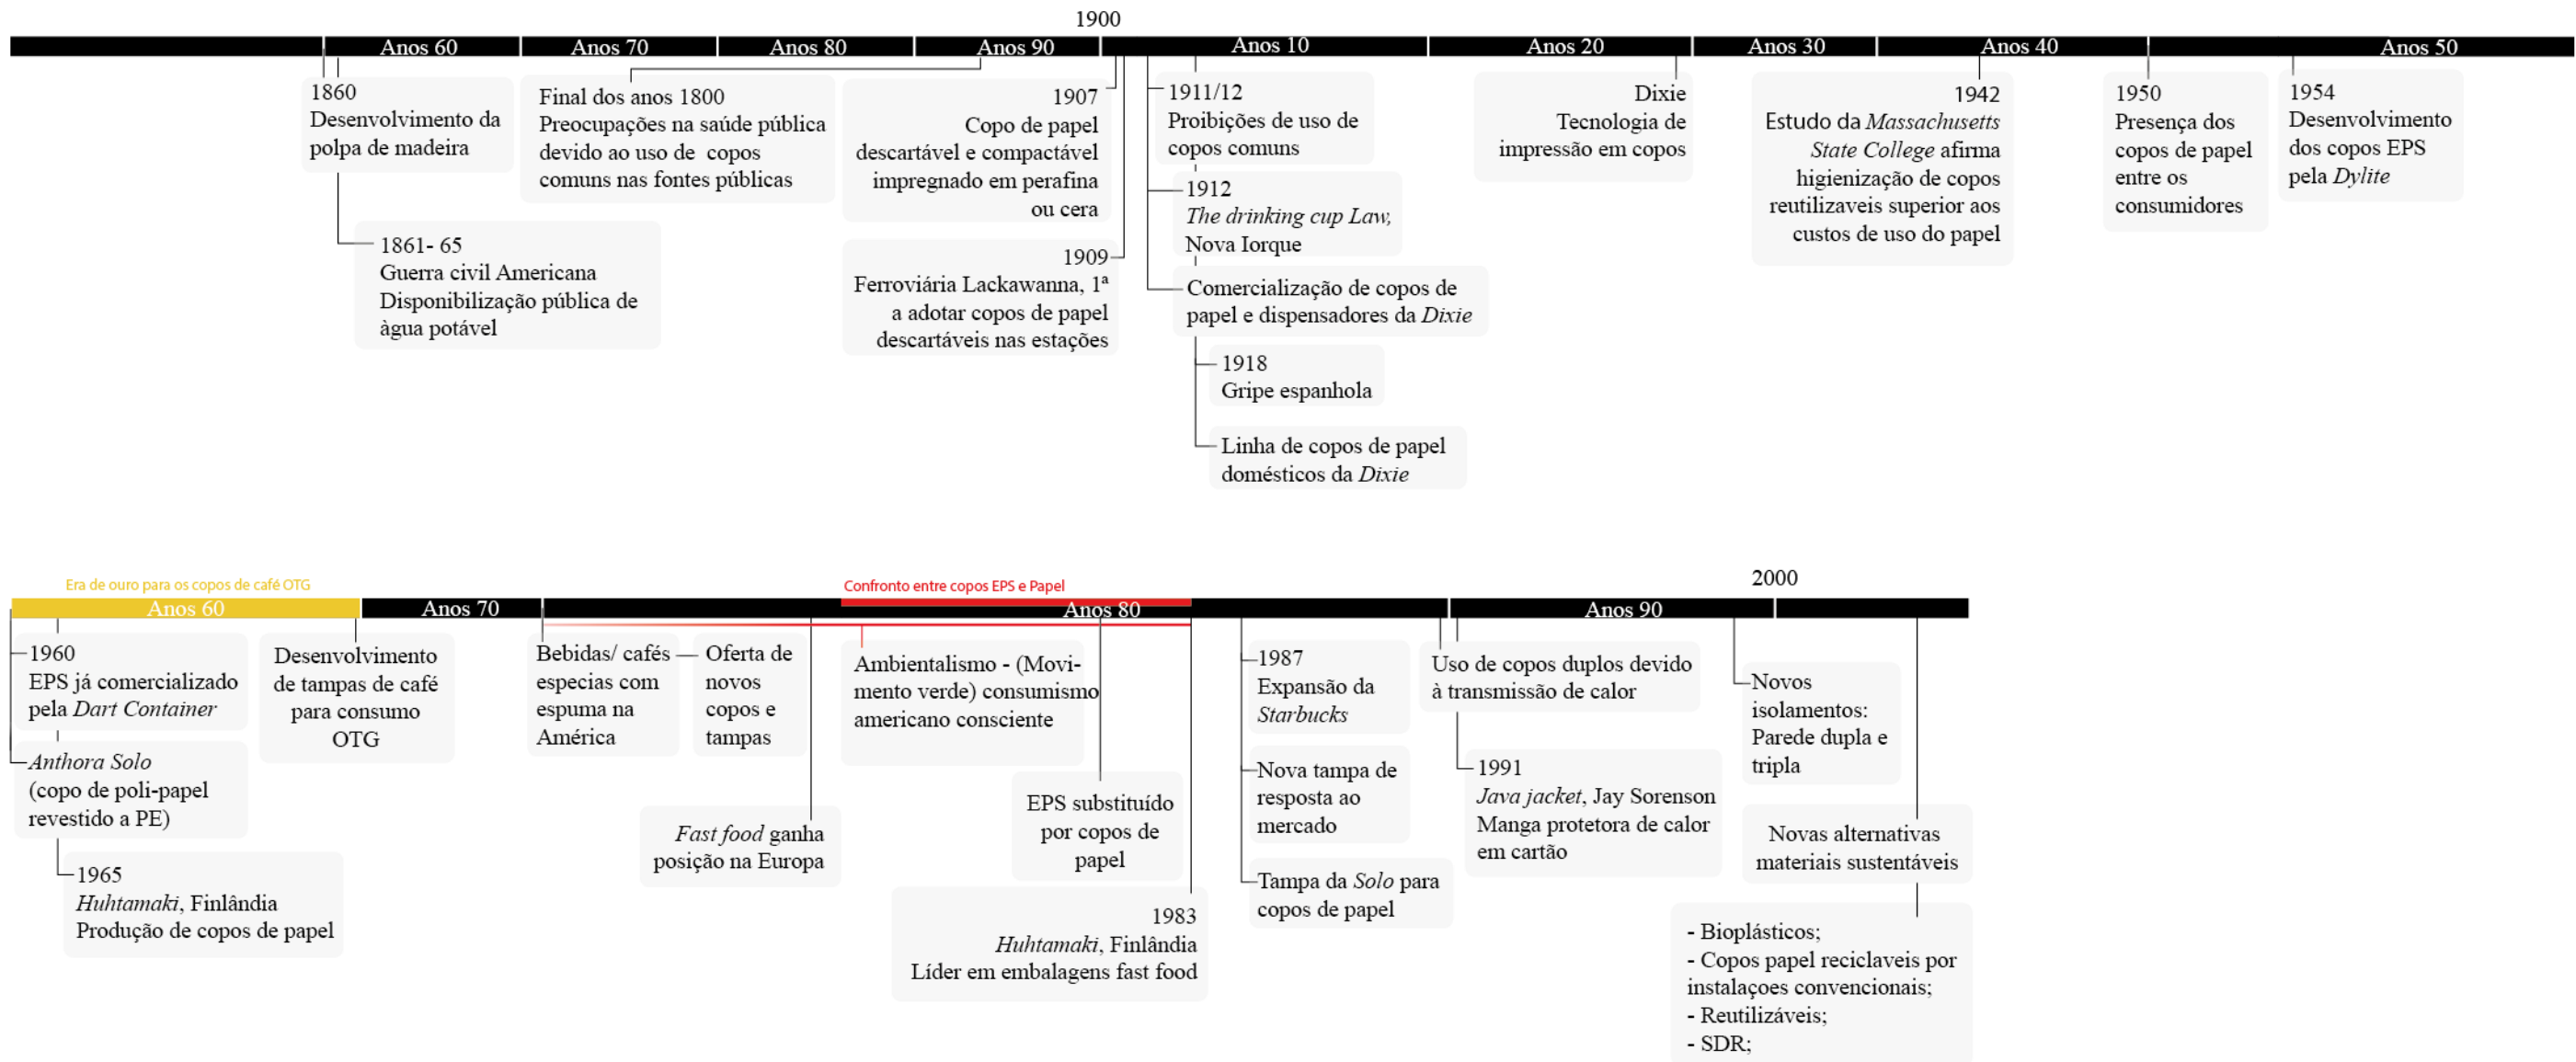 1900
Anos 60
Anos 70
Anos 80
Anos 90
Anos 10
Anos 20
Anos 30
Anos 40
Anos 50
1860
Desenvolvimento da
polpa de madeira
1861- 65
Guerra civil Americana
Disponibilização pública de
àgua potável
Final dos anos 1800
Preocupações na saúde pública
devido ao uso de copos
comuns nas fontes públicas
1907
Copo de papel
descartável e compactável
impregnado em perafina
ou cera
1909
Ferroviária Lackawanna, 1ª
a adotar copos de papel
descartáveis nas estações
1911/12
Proibições de uso de
copos comuns
1912
The drinking cup Law,
Nova Iorque
Comercialização de copos de
papel e dispensadores da Dixie
1918
Gripe espanhola
Linha de copos de papel
domésticos da Dixie
Dixie
Tecnologia de
impressão em copos
1942
Estudo da Massachusetts
State College afirma
higienização de copos
reutilizaveis superior aos
custos de uso do papel
1950
Presença dos
copos de papel
entre os
consumidores
1954
Desenvolvimento
dos copos EPS
pela Dylite
Era de ouro para os copos de café OTG
Confronto entre copos EPS e Papel
2000
Anos 60
Anos 70
Anos 80
Anos 90
1960
EPS já comercializado
pela Dart Container
Anthora Solo
(copo de poli-papel
revestido a PE)
1965
Huhtamaki, Finlândia
Produção de copos de papel
Desenvolvimento
de tampas de café
para consumo
OTG
Bebidas/ cafés
especias com
espuma na
América
Oferta de
novos
copos e
tampas
Fast food ganha
posição na Europa
Ambientalismo - (Movi-
mento verde) consumismo
americano consciente
EPS substituído
por copos de
papel
1983
Huhtamaki, Finlândia
Líder em embalagens fast food
1987
Expansão da
Starbucks
Nova tampa de
resposta ao
mercado
Tampa da Solo para
copos de papel
Uso de copos duplos devido
à transmissão de calor
1991
Java jacket, Jay Sorenson
Manga protetora de calor
em cartão
Novos
isolamentos:
Parede dupla e
tripla
Novas alternativas
materiais sustentáveis
- Bioplásticos;
- Copos papel reciclaveis por
instalaçoes convencionais;
- Reutilizáveis;
- SDR;